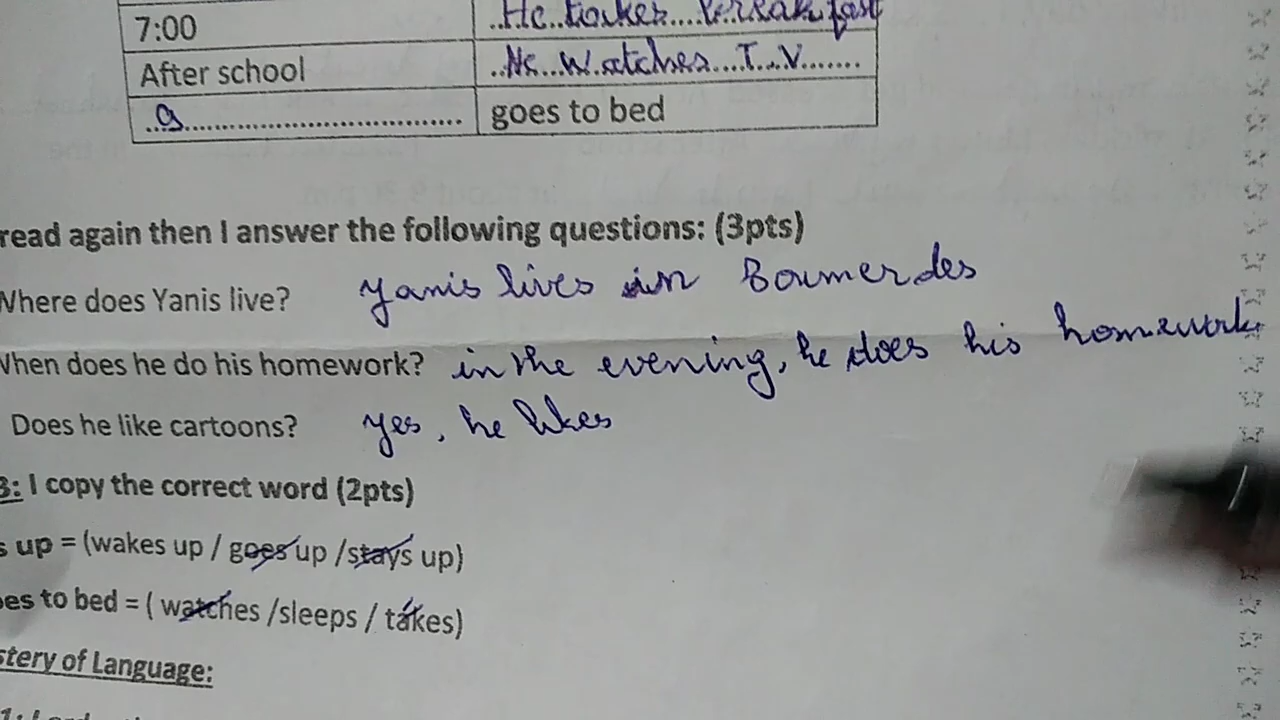 7:00 He takes breakfast
After school He watches T.V
9 goes to bed
read again then I answer the following questions: (3pts)
Where does Yanis live? yanis lives in Boumerdes
When does he do his homework? in the evening, he does his homework
Does he like cartoons? yes, he likes
3: I copy the correct word (2pts)
s up = (wakes up / goes up /stays up)
oes to bed = ( watches /sleeps / takes)
stery of Language: